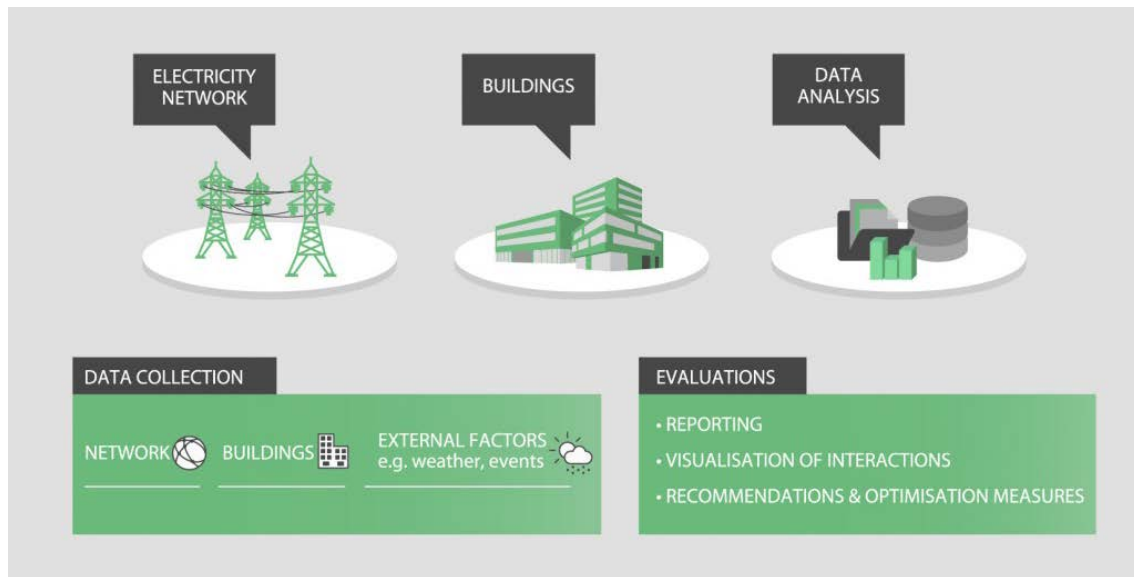 ELECTRICITY
NETWORK
BUILDINGS
DATA
ANALYSIS
DATA COLLECTION
NETWORK
BUILDINGS
EXTERNAL FACTORS
e.g. weather, events
EVALUATIONS
• REPORTING
• VISUALISATION OF INTERACTIONS
• RECOMMENDATIONS & OPTIMISATION MEASURES